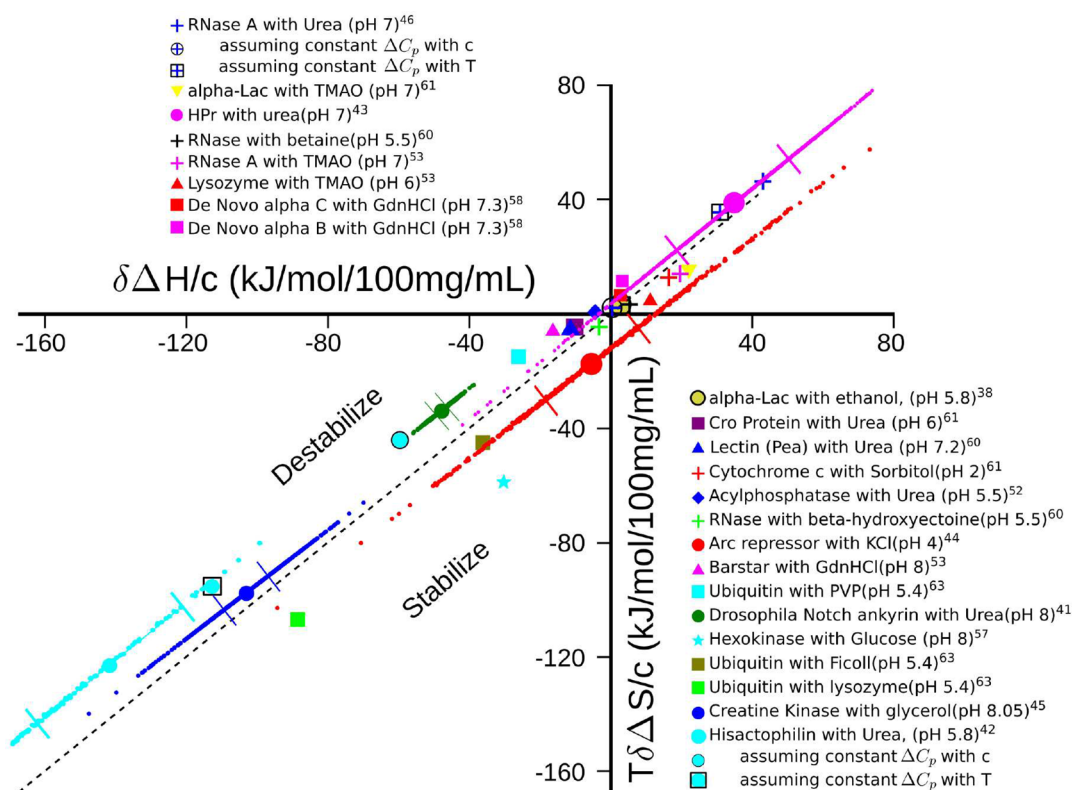 RNase A with Urea (pH 7)46
assuming constant ΔCp with c
assuming constant ΔCp with T
alpha-Lac with TMAO (pH 7)61
HPr with urea(pH 7)43
RNase with betaine(pH 5.5)60
RNase A with TMAO (pH 7)53
Lysozyme with TMAO (pH 6)53
De Novo alpha C with GdnHCl (pH 7.3)58
De Novo alpha B with GdnHCl (pH 7.3)58
δΔH/c (kJ/mol/100mg/mL)
80
40
-160
-120
-80
-40
0
40
80
-40
-80
-120
-160
Destabilize
Stabilize
TδΔS/c (kJ/mol/100mg/mL)
alpha-Lac with ethanol, (pH 5.8)38
Cro Protein with Urea (pH 6)61
Lectin (Pea) with Urea (pH 7.2)60
Cytochrome c with Sorbitol(pH 2)61
Acylphosphatase with Urea (pH 5.5)52
RNase with beta-hydroxyectoine(pH 5.5)60
Arc repressor with KCl(pH 4)44
Barstar with GdnHCl(pH 8)53
Ubiquitin with PVP(pH 5.4)63
Drosophila Notch ankyrin with Urea(pH 8)41
Hexokinase with Glucose (pH 8)57
Ubiquitin with Ficoll(pH 5.4)63
Ubiquitin with lysozyme(pH 5.4)63
Creatine Kinase with glycerol(pH 8.05)45
Hisactophilin with Urea, (pH 5.8)42
assuming constant ΔCp with c
assuming constant ΔCp with T